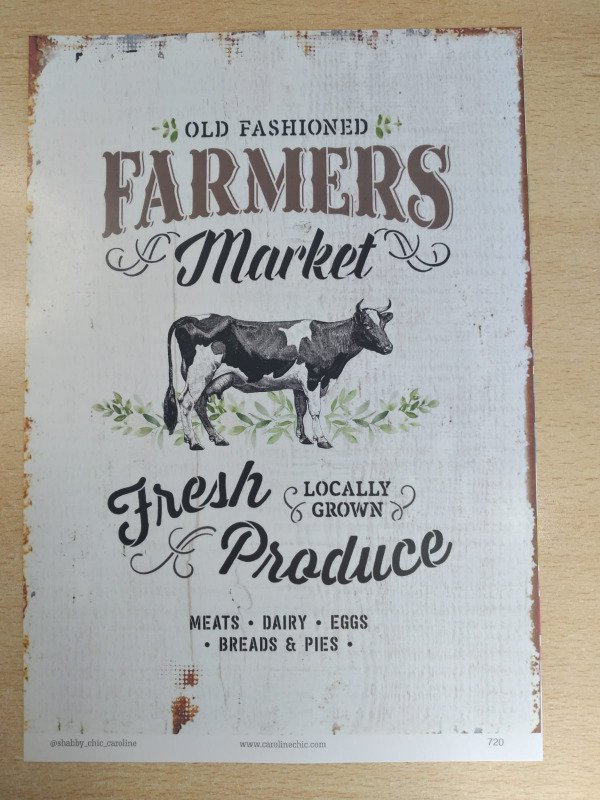 OLD FASHIONED
FARMERS
Market
Fresh
LOCALLY
GROWN
Produce
MEATS • DAIRY • EGGS
• BREADS & PIES •
@shabby_chic_caroline
www.carolinechic.com
720